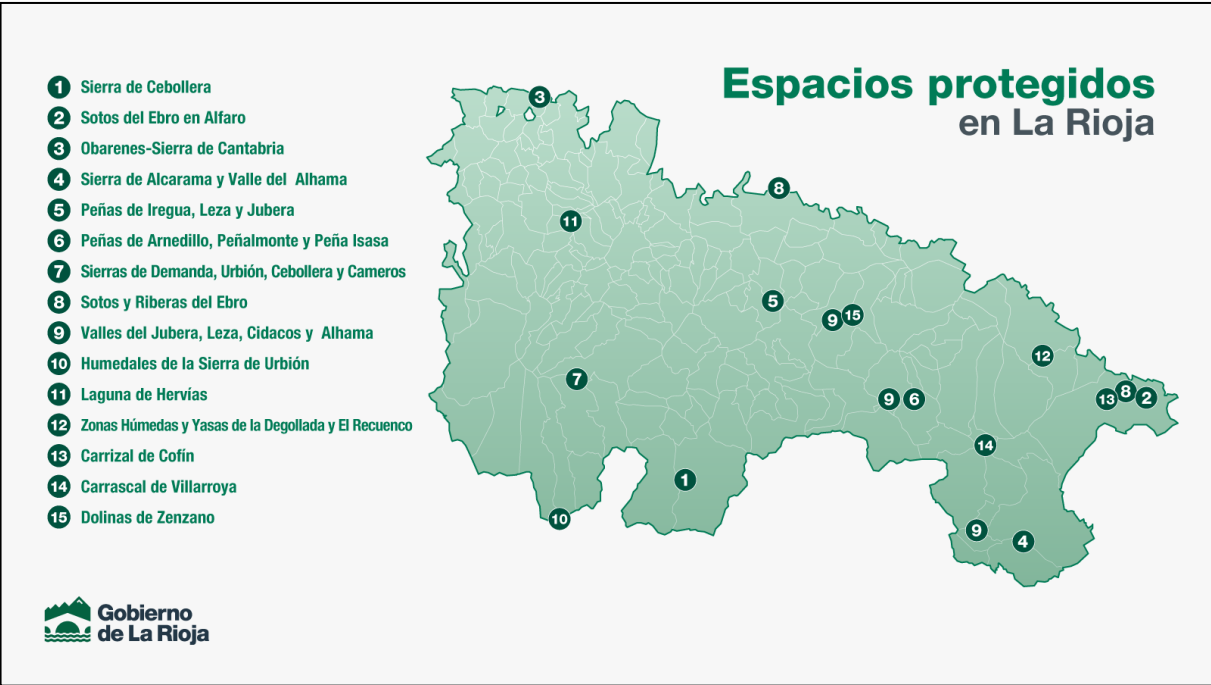 Espacios protegidos
en La Rioja
1 Sierra de Cebollera
2 Sotos del Ebro en Alfaro
3 Obarenes-Sierra de Cantabria
4 Sierra de Alcarama y Valle del Alhama
5 Peñas de Iregua, Leza y Jubera
6 Peñas de Arnedillo, Peñalmonte y Peña Isasa
7 Sierras de Demanda, Urbión, Cebollera y Cameros
8 Sotos y Riberas del Ebro
9 Valles del Jubera, Leza, Cidacos y Alhama
10 Humedales de la Sierra de Urbión
11 Laguna de Hervías
12 Zonas Húmedas y Yasas de la Degollada y El Recuenco
13 Carrizal de Cofín
14 Carrascal de Villarroya
15 Dolinas de Zenzano
3
8
11
5
9 15
12
7
9 6
13 8 2
14
1
10
9
4
Gobierno
de La Rioja